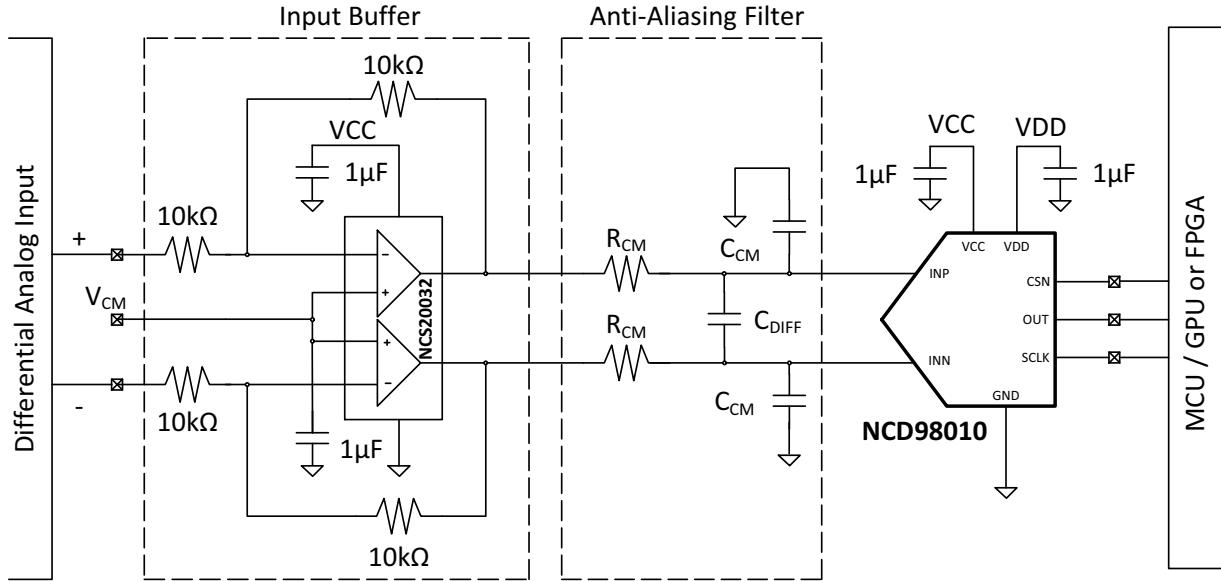 Input Buffer
Anti-Aliasing Filter
Differential Analog Input
+
V_CM
-
10kΩ
VCC
1µF
10kΩ
−
+
+
−
NCS20032
10kΩ
1µF
10kΩ
R_CM
C_CM
C_DIFF
R_CM
C_CM
VCC
VDD
1µF
1µF
VCC
VDD
INP
CSN
OUT
INN
SCLK
GND
NCD98010
MCU / GPU or FPGA